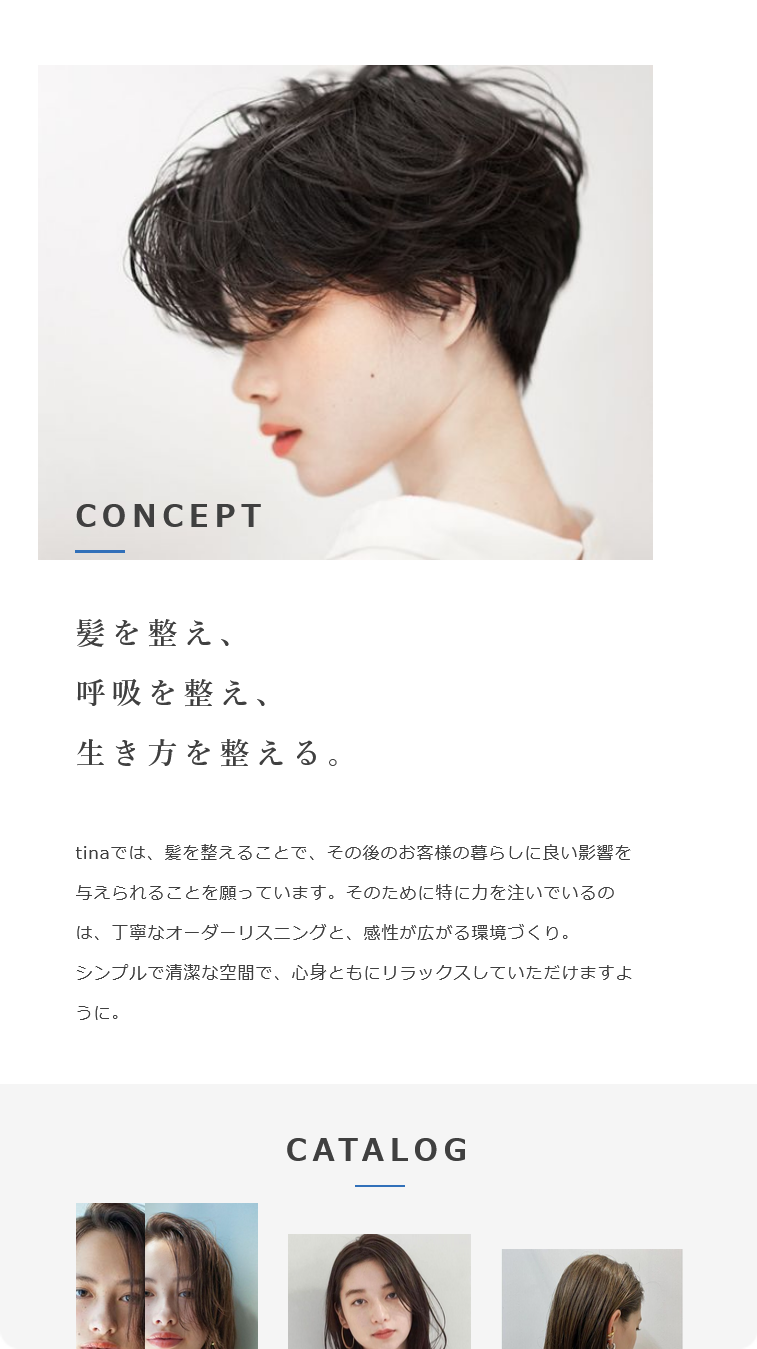 CONCEPT
髪を整え、
呼吸を整え、
生き方を整える。
tinaでは、髪を整えることで、その後のお客様の暮らしに良い影響を
与えられることを願っています。そのために特に力を注いでいるの
は、丁寧なオーダーリスニングと、感性が広がる環境づくり。
シンプルで清潔な空間で、心身ともにリラックスしていただけますよ
うに。
CATALOG